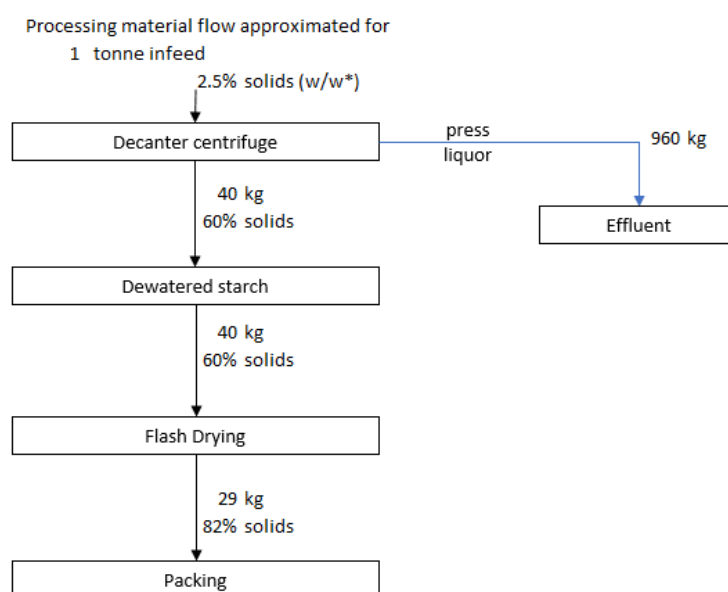 Processing material flow approximated for
1 tonne infeed
2.5% solids (w/w*)
Decanter centrifuge
press
liquor
960 kg
Effluent
40 kg
60% solids
Dewatered starch
40 kg
60% solids
Flash Drying
29 kg
82% solids
Packing